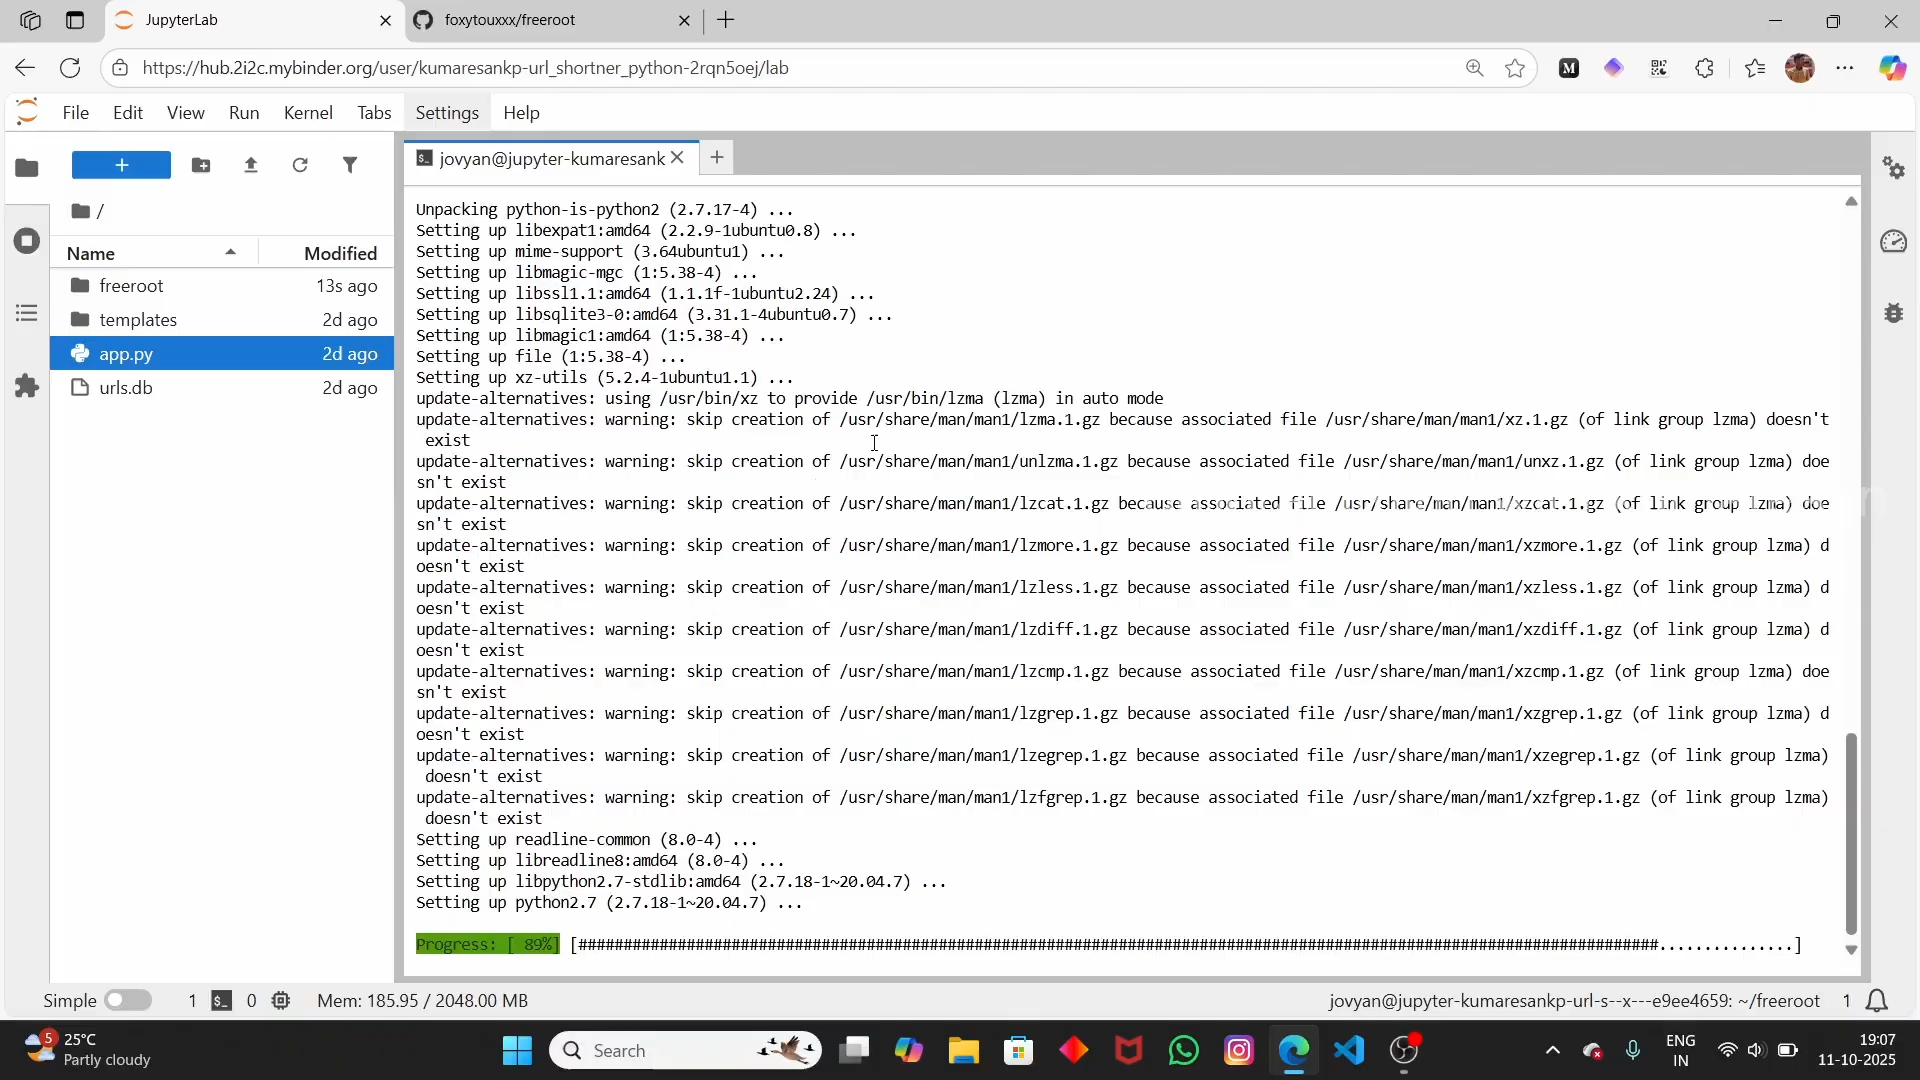 JupyterLab
foxytouxxx/freeroot
https://hub.2i2c.mybinder.org/user/kumaresankp-url_shortner_python-2rqn5oej/lab
File Edit View Run Kernel Tabs Settings Help
jovyan@jupyter-kumaresank
/
Name Modified
freeroot 13s ago
templates 2d ago
app.py 2d ago
urls.db 2d ago
Unpacking python-is-python2 (2.7.17-4) ...
Setting up libexpat1:amd64 (2.2.9-1ubuntu0.8) ...
Setting up mime-support (3.64ubuntu1) ...
Setting up libmagic-mgc (1:5.38-4) ...
Setting up libssl1.1:amd64 (1.1.1f-1ubuntu2.24) ...
Setting up libsqlite3-0:amd64 (3.31.1-4ubuntu0.7) ...
Setting up libmagic1:amd64 (1:5.38-4) ...
Setting up file (1:5.38-4) ...
Setting up xz-utils (5.2.4-1ubuntu1.1) ...
update-alternatives: using /usr/bin/xz to provide /usr/bin/lzma (lzma) in auto mode
update-alternatives: warning: skip creation of /usr/share/man/man1/lzma.1.gz because associated file /usr/share/man/man1/xz.1.gz (of link group lzma) doesn't
exist
update-alternatives: warning: skip creation of /usr/share/man/man1/unlzma.1.gz because associated file /usr/share/man/man1/unxz.1.gz (of link group lzma) doe
sn't exist
update-alternatives: warning: skip creation of /usr/share/man/man1/lzcat.1.gz because associated file /usr/share/man/man1/xzcat.1.gz (of link group lzma) doe
sn't exist
update-alternatives: warning: skip creation of /usr/share/man/man1/lzmore.1.gz because associated file /usr/share/man/man1/xzmore.1.gz (of link group lzma) d
oesn't exist
update-alternatives: warning: skip creation of /usr/share/man/man1/lzless.1.gz because associated file /usr/share/man/man1/xzless.1.gz (of link group lzma) d
oesn't exist
update-alternatives: warning: skip creation of /usr/share/man/man1/lzdiff.1.gz because associated file /usr/share/man/man1/xzdiff.1.gz (of link group lzma) d
oesn't exist
update-alternatives: warning: skip creation of /usr/share/man/man1/lzcmp.1.gz because associated file /usr/share/man/man1/xzcmp.1.gz (of link group lzma) doe
sn't exist
update-alternatives: warning: skip creation of /usr/share/man/man1/lzgrep.1.gz because associated file /usr/share/man/man1/xzgrep.1.gz (of link group lzma) d
oesn't exist
update-alternatives: warning: skip creation of /usr/share/man/man1/lzegrep.1.gz because associated file /usr/share/man/man1/xzegrep.1.gz (of link group lzma)
doesn't exist
update-alternatives: warning: skip creation of /usr/share/man/man1/lzfgrep.1.gz because associated file /usr/share/man/man1/xzfgrep.1.gz (of link group lzma)
doesn't exist
Setting up readline-common (8.0-4) ...
Setting up libreadline8:amd64 (8.0-4) ...
Setting up libpython2.7-stdlib:amd64 (2.7.18-1~20.04.7) ...
Setting up python2.7 (2.7.18-1~20.04.7) ...
Progress: [ 89%] [########################################################################################################################...............]
Simple 1 0 Mem: 185.95 / 2048.00 MB jovyan@jupyter-kumaresankp-url-s--x---e9ee4659: ~/freeroot 1
5 25°C
Partly cloudy
Search
ENG
IN
19:07
11-10-2025